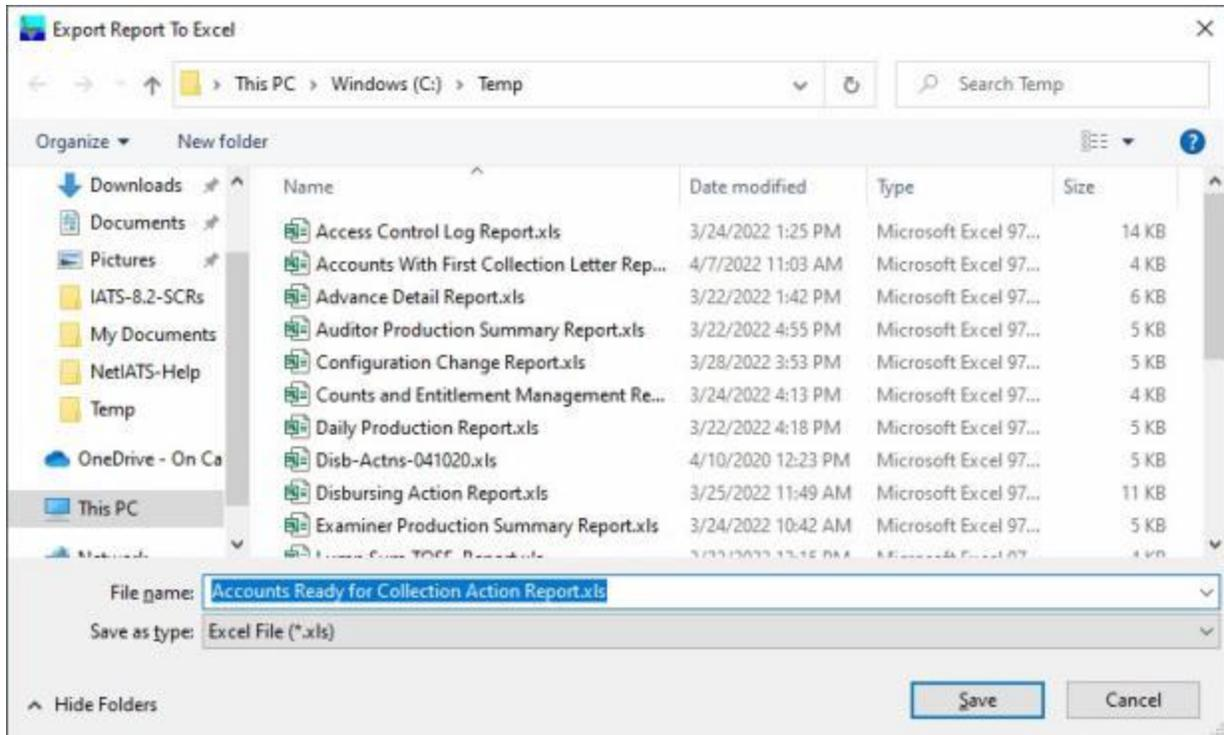 Export Report To Excel
This PC > Windows (C:) > Temp
Search Temp
Organize
New folder
Name Date modified Type Size
Downloads
Documents
Pictures
IATS-8.2-SCRs
My Documents
NetIATS-Help
Temp
OneDrive - On Ca
This PC
Access Control Log Report.xls 3/24/2022 1:25 PM Microsoft Excel 97... 14 KB
Accounts With First Collection Letter Rep... 4/7/2022 11:03 AM Microsoft Excel 97... 4 KB
Advance Detail Report.xls 3/22/2022 1:42 PM Microsoft Excel 97... 6 KB
Auditor Production Summary Report.xls 3/22/2022 4:55 PM Microsoft Excel 97... 5 KB
Configuration Change Report.xls 3/28/2022 3:53 PM Microsoft Excel 97... 5 KB
Counts and Entitlement Management Re... 3/24/2022 4:13 PM Microsoft Excel 97... 4 KB
Daily Production Report.xls 3/22/2022 4:18 PM Microsoft Excel 97... 5 KB
Disb-Actns-041020.xls 4/10/2020 12:23 PM Microsoft Excel 97... 5 KB
Disbursing Action Report.xls 3/25/2022 11:49 AM Microsoft Excel 97... 11 KB
Examiner Production Summary Report.xls 3/24/2022 10:42 AM Microsoft Excel 97... 5 KB
File name: Accounts Ready for Collection Action Report.xls
Save as type: Excel File (*.xls)
Hide Folders
Save
Cancel